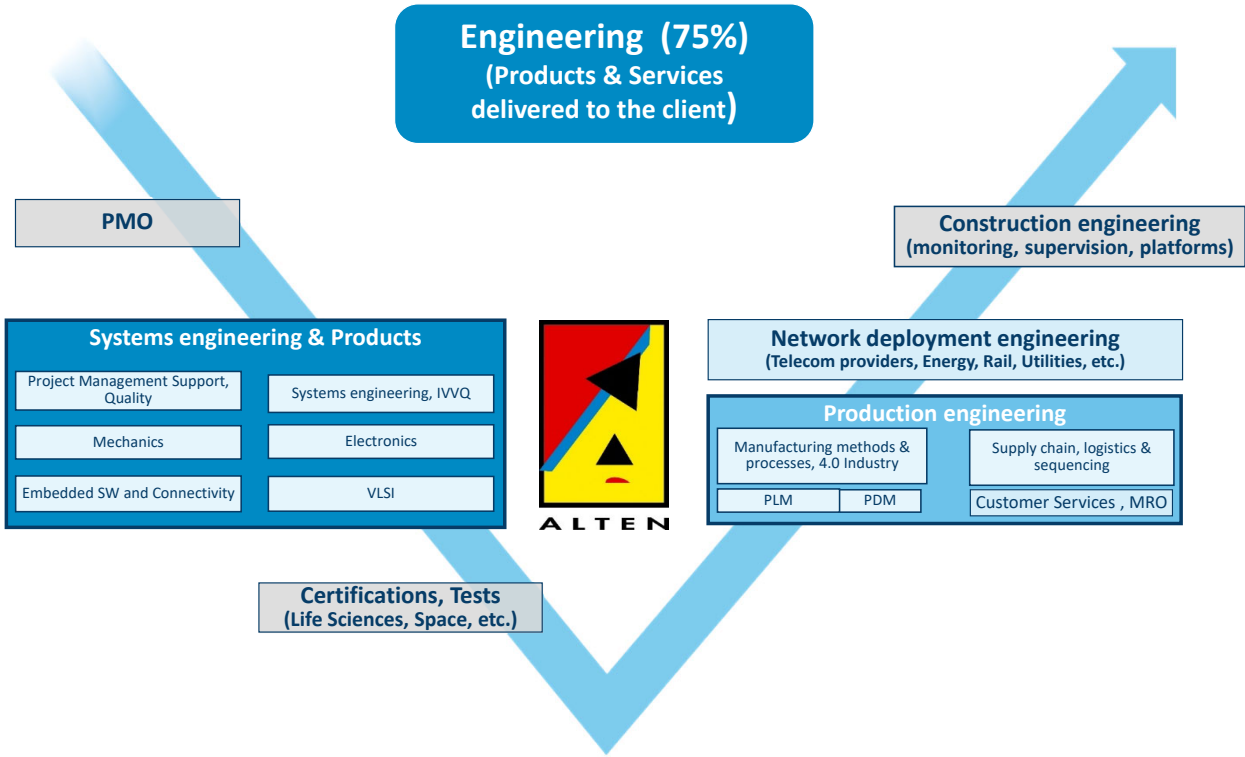 Engineering (75%)
(Products & Services
delivered to the client)
PMO
Construction engineering
(monitoring, supervision, platforms)
Systems engineering & Products
Project Management Support,
Quality
Systems engineering, IVVQ
Mechanics
Electronics
Embedded SW and Connectivity
VLSI
ALTEN
Network deployment engineering
(Telecom providers, Energy, Rail, Utilities, etc.)
Production engineering
Manufacturing methods &
processes, 4.0 Industry
Supply chain, logistics &
sequencing
PLM
PDM
Customer Services , MRO
Certifications, Tests
(Life Sciences, Space, etc.)